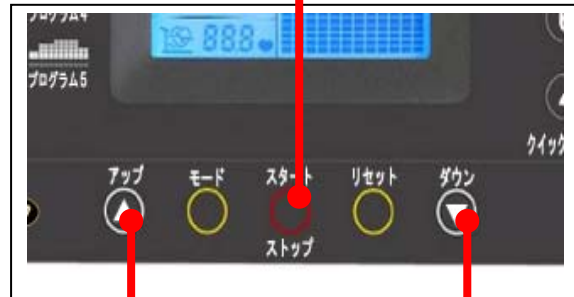 プログラム4
888
プログラム5
クイック
アップ
モード
スタート
リセット
ダウン
ストップ